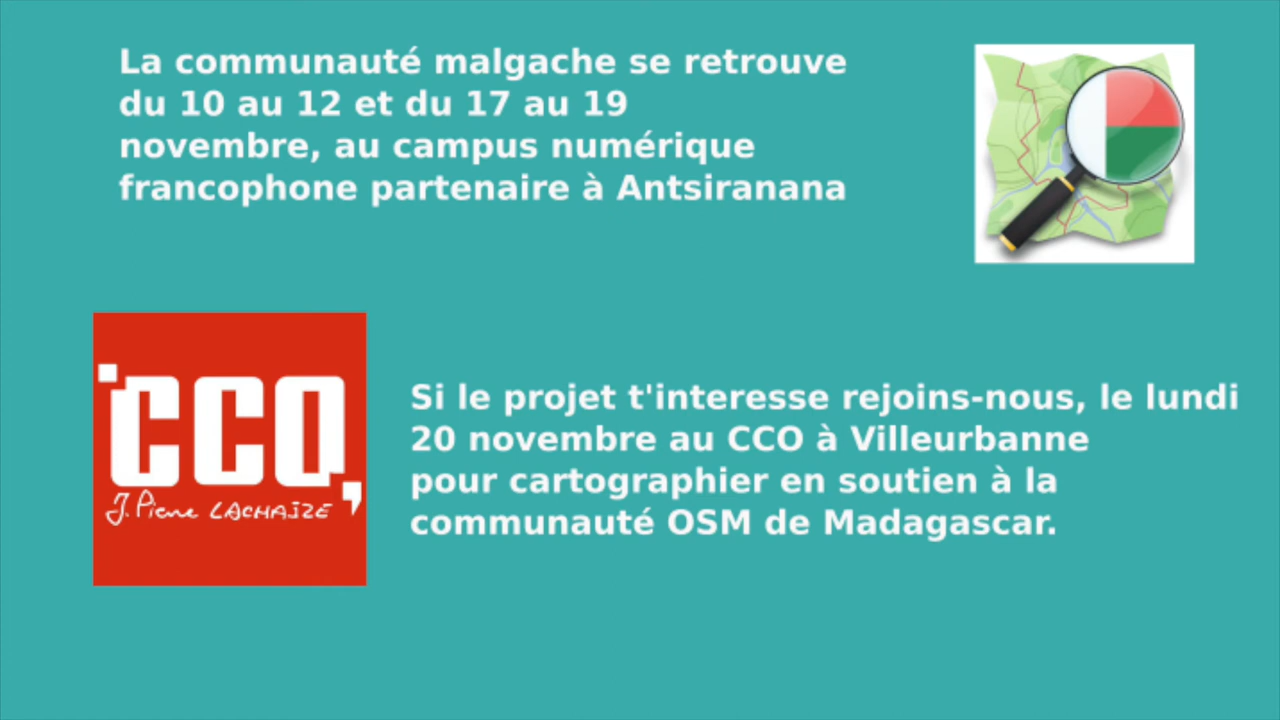 La communauté malgache se retrouve
du 10 au 12 et du 17 au 19
novembre, au campus numérique
francophone partenaire à Antsiranana
CCO
J. Pierre LACHAIZE
Si le projet t'interesse rejoins-nous, le lundi
20 novembre au CCO à Villeurbanne
pour cartographier en soutien à la
communauté OSM de Madagascar.